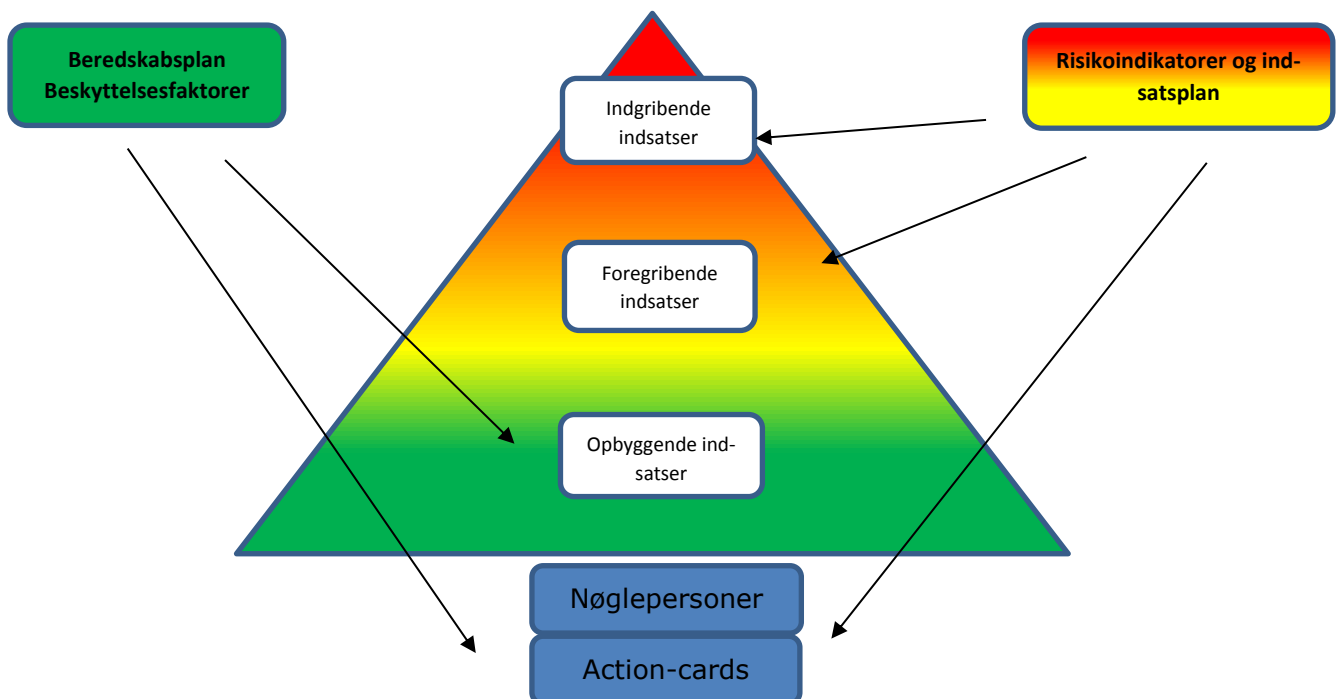 Beredskabsplan
Beskyttelsesfaktorer
Risikoindikatorer og ind-
satsplan
Indgribende
indsatser
Foregribende
indsatser
Opbyggende ind-
satser
Nøglepersoner
Action-cards